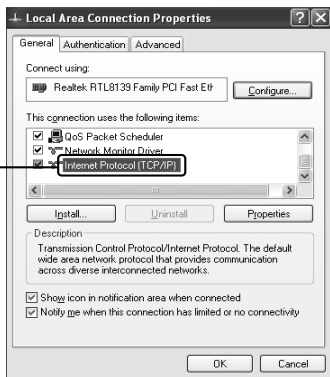 Local Area Connection Properties
General Authentication Advanced
Connect using:
Realtek RTL8139 Family PCI Fast Eth
Configure...
This connection uses the following items:
QoS Packet Scheduler
Network Monitor Driver
Internet Protocol (TCP/IP)
Install... Uninstall Properties
Description
Transmission Control Protocol/Internet Protocol. The default
wide area network protocol that provides communication
across diverse interconnected networks.
Show icon in notification area when connected
Notify me when this connection has limited or no connectivity
OK Cancel